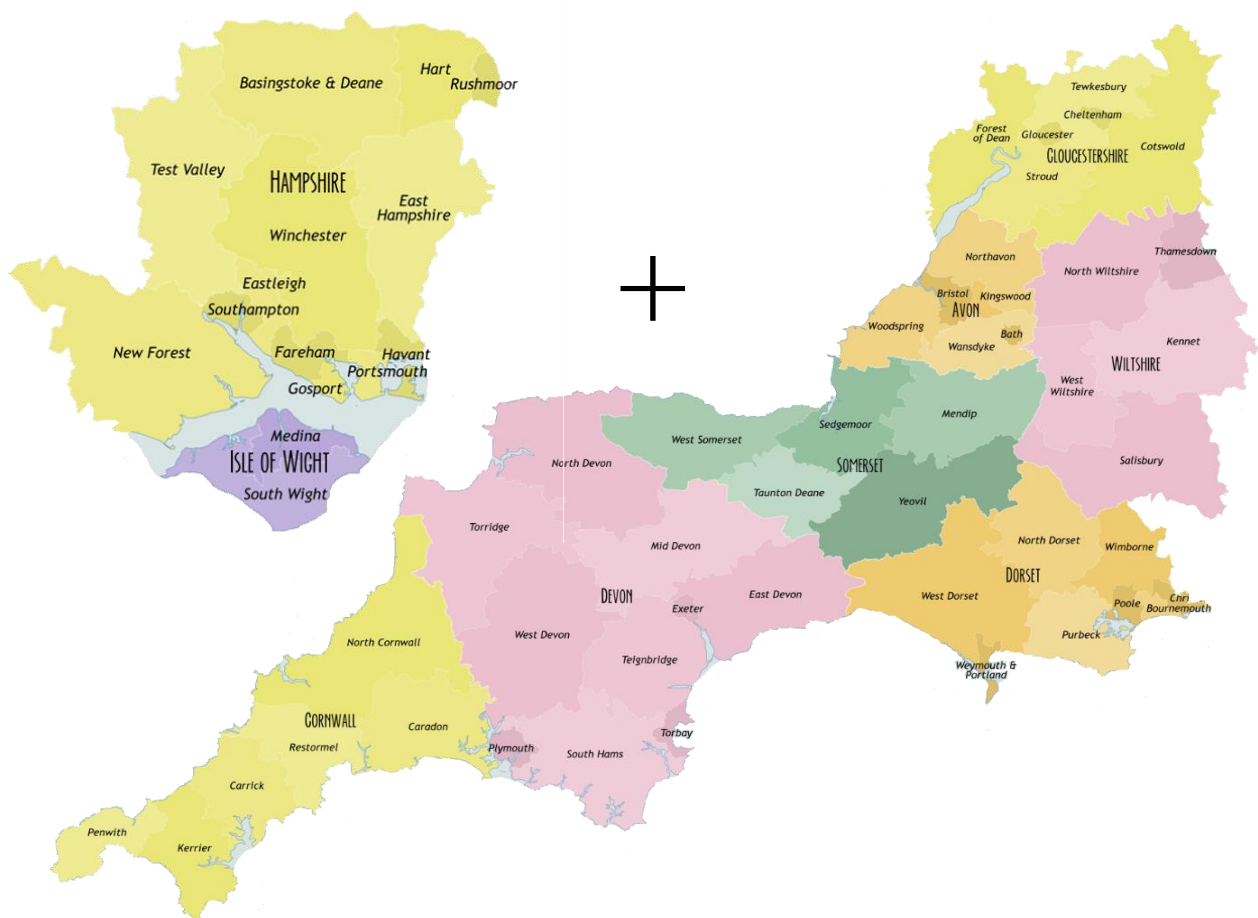 Basingstoke & Deane
Hart
Rushmoor
Test Valley
HAMPSHIRE
East
Hampshire
Winchester
Eastleigh
Southampton
New Forest
Fareham
Havant
Portsmouth
Gosport
Medina
ISLE OF WIGHT
South Wight
Tewkesbury
Cheltenham
Forest
of Dean
Gloucester
GLOUCESTERSHIRE
Cotswold
Stroud
Northavon
Bristol
Kingswood
AVON
Woodspring
Bath
Wansdyke
North Wiltshire
Thamesdown
Kennet
WILTSHIRE
West
Wiltshire
Salisbury
West Somerset
Sedgemoor
Mendip
SOMERSET
Taunton Deane
Yeovil
North Devon
Torridge
Mid Devon
DEVON
Exeter
East Devon
West Devon
Teignbridge
Torbay
Plymouth
South Hams
North Dorset
Wimborne
DORSET
West Dorset
Poole
Chri
Bournemouth
Purbeck
Weymouth &
Portland
North Cornwall
CORNWALL
Caradon
Restormel
Carrick
Penwith
Kerrier